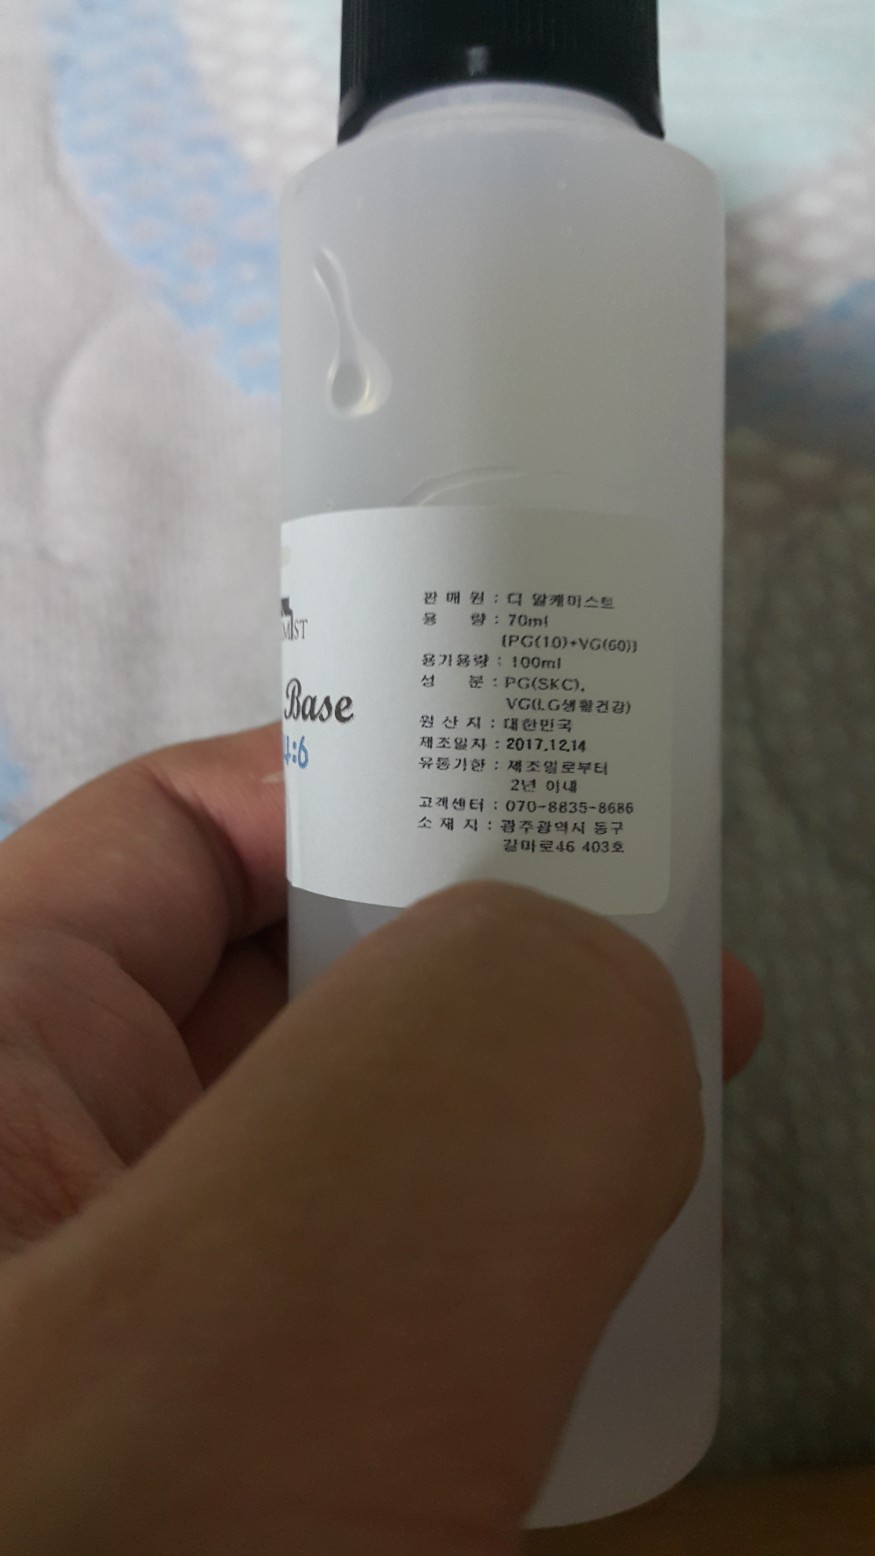 MIST
Base
4:6
판 매 원 : 디 알케미스트
용 량 : 70ml
[PG(10)+VG(60)]
용기용량 : 100ml
성 분 : PG(SKC),
VG(LG생활건강)
원 산 지 : 대한민국
제조일자 : 2017.12.14
유통기한 : 제조일로부터
2년 이내
고객센터 : 070-8835-8686
소 재 지 : 광주광역시 동구
갈마로46 403호